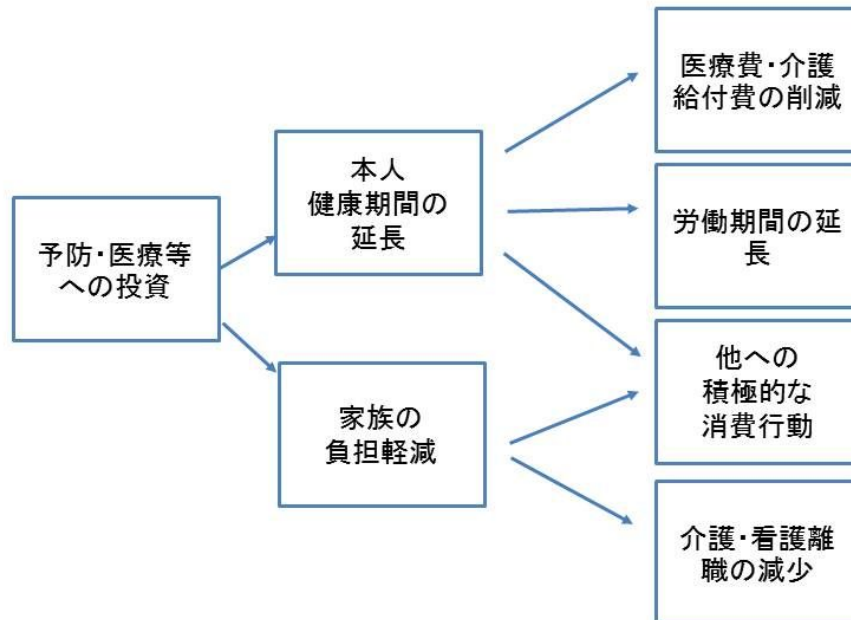 予防・医療等
への投資
本人
健康期間の
延長
家族の
負担軽減
医療費・介護
給付費の削減
労働期間の延
長
他への
積極的な
消費行動
介護・看護離
職の減少